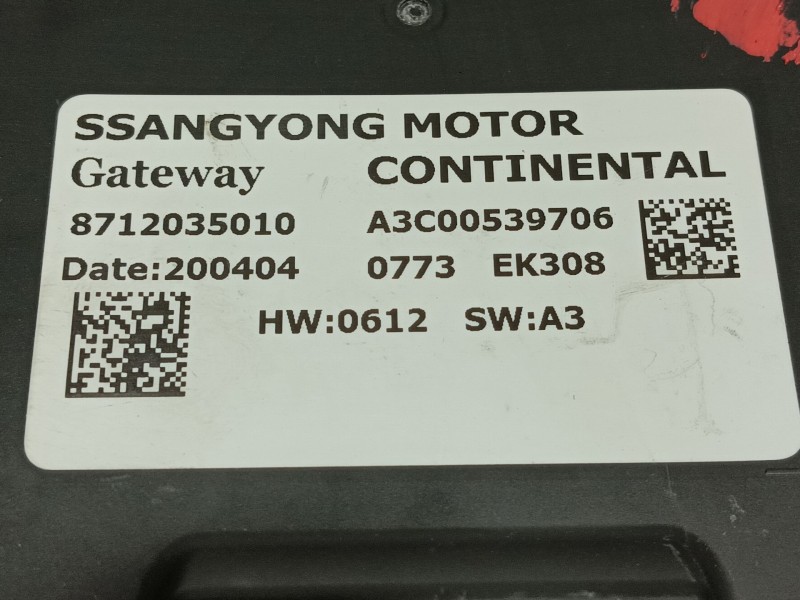 SSANGYONG MOTOR
Gateway CONTINENTAL
8712035010 A3C00539706
Date:200404 0773 EK308
HW:0612 SW:A3